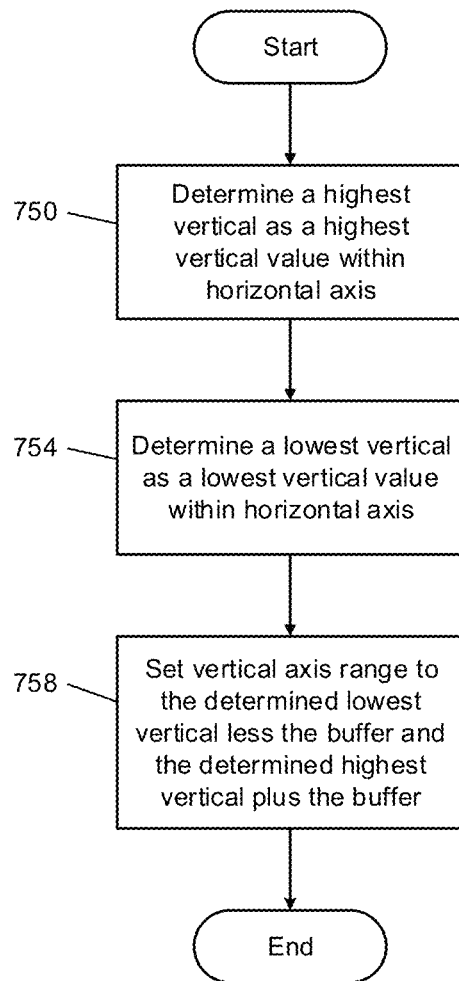 Start
750
Determine a highest
vertical as a highest
vertical value within
horizontal axis
754
Determine a lowest vertical
as a lowest vertical value
within horizontal axis
758
Set vertical axis range to
the determined lowest
vertical less the buffer and
the determined highest
vertical plus the buffer
End